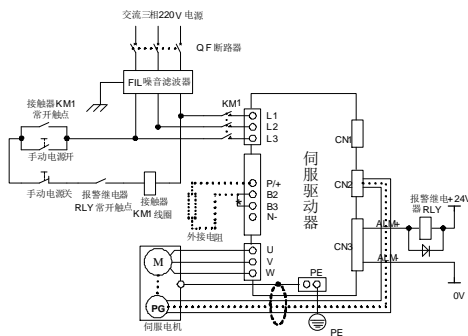 交流三相220V 电源
QF 断路器
FIL噪音滤波器
接触器KM1
常开触点
KM1
L1
L2
L3
CN1
手动电源开
伺服驱动器
CN2
手动电源关
报警继电器
RLY 常开触点
接触器
KM1 线圈
P/+
B2
B3
N-
外接电阻
报警继电
器RLY
+24V
ALM+
CN3
ALM-
0V
U
V
W
M
PG
伺服电机
PE
PE